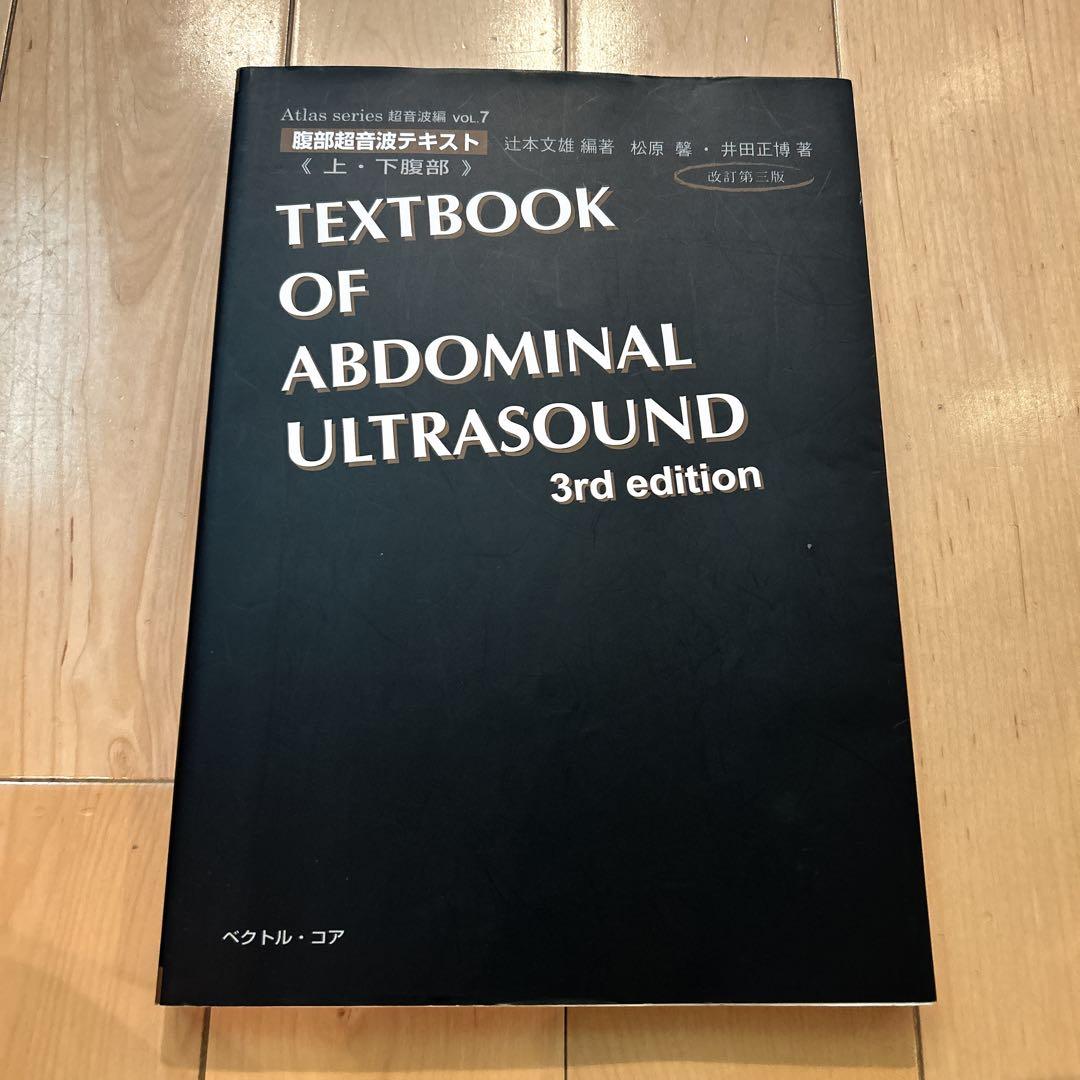 Atlas series 超音波編 VOL.7
腹部超音波テキスト 辻本文雄 編著 松原 馨・井田正博 著
《 上・下腹部 》 改訂第三版
TEXTBOOK
OF
ABDOMINAL
ULTRASOUND
3rd edition
ベクトル・コア